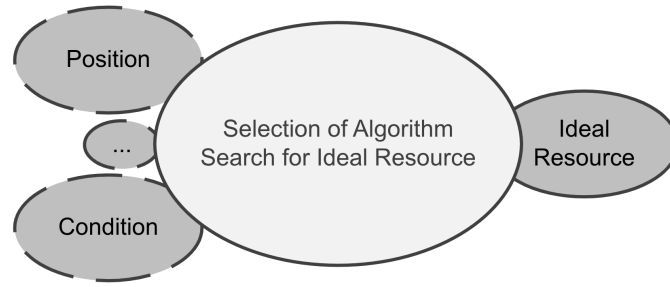 Position
...
Condition
Selection of Algorithm
Search for Ideal Resource
Ideal
Resource